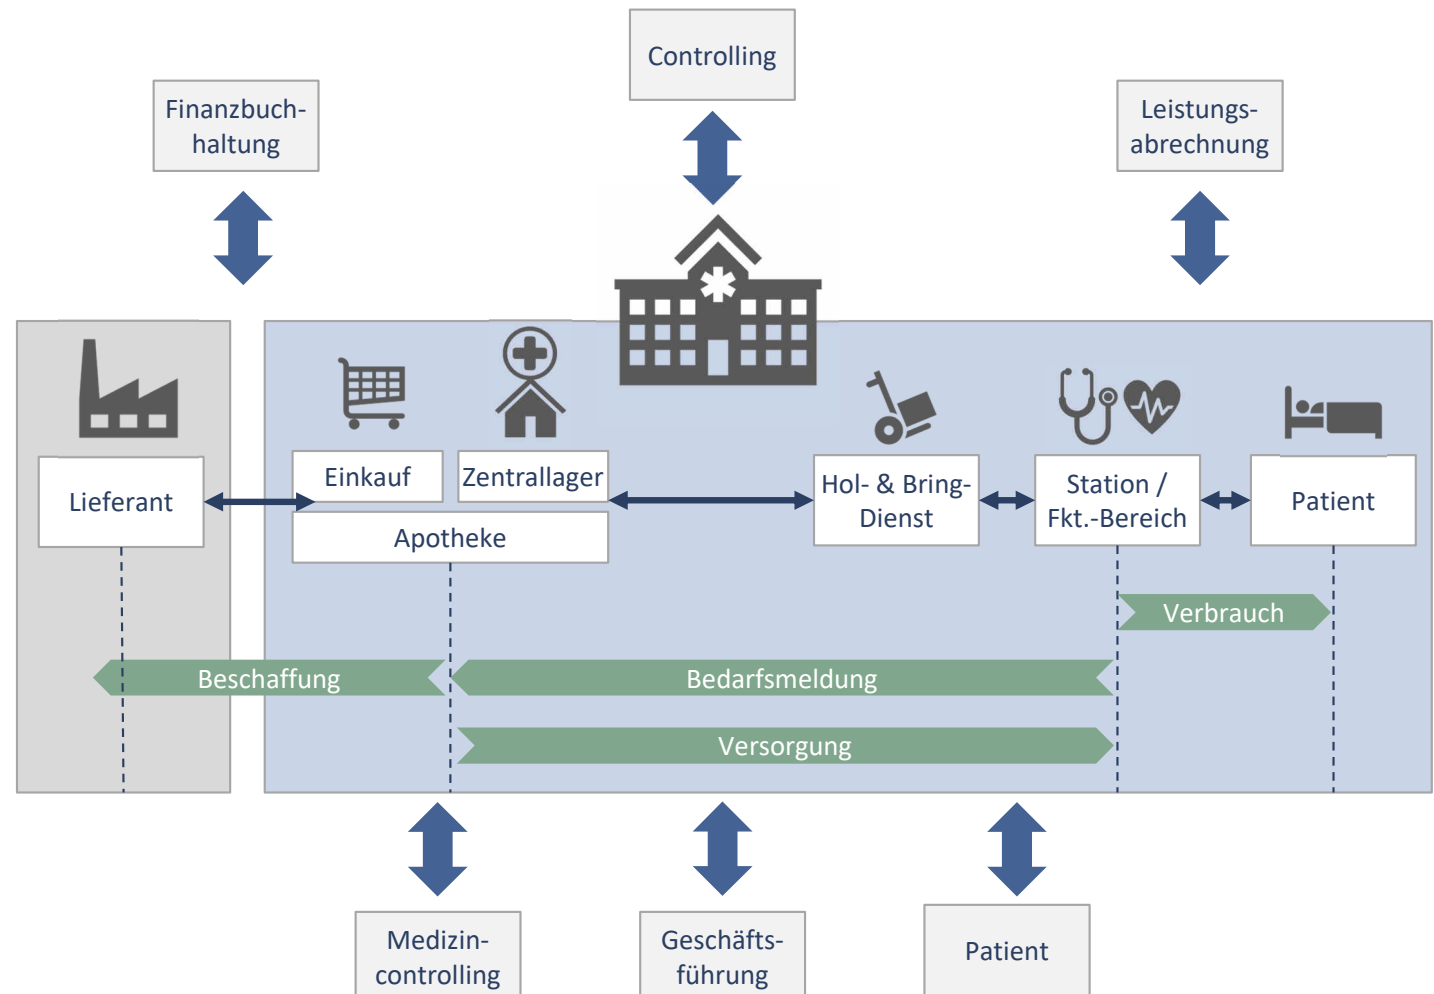 Controlling
Finanzbuch-
haltung
Leistungs-
abrechnung
Lieferant
Einkauf
Zentrallager
Apotheke
Hol- & Bring-
Dienst
Station /
Fkt.-Bereich
Patient
Verbrauch
Beschaffung
Bedarfsmeldung
Versorgung
Medizin-
controlling
Geschäfts-
führung
Patient